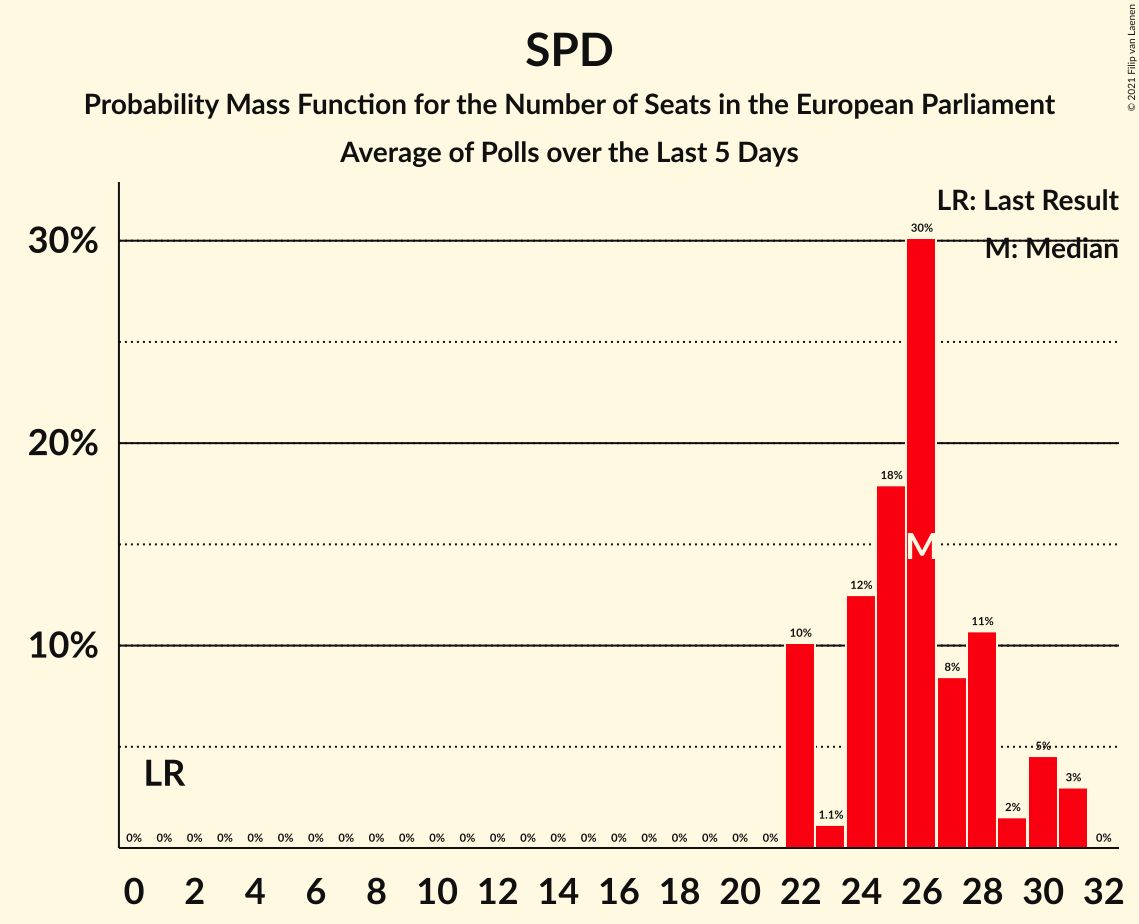 © 2021 Filip van Laenen
SPD
Probability Mass Function for the Number of Seats in the European Parliament
Average of Polls over the Last 5 Days
LR: Last Result
M: Median
30%
20%
10%
30%
18%
M
12%
11%
10%
8%
5%
3%
2%
1.1%
LR
0% 0% 0% 0% 0% 0% 0% 0% 0% 0% 0% 0% 0% 0% 0% 0% 0% 0% 0% 0% 0% 0% 0%
0 2 4 6 8 10 12 14 16 18 20 22 24 26 28 30 32